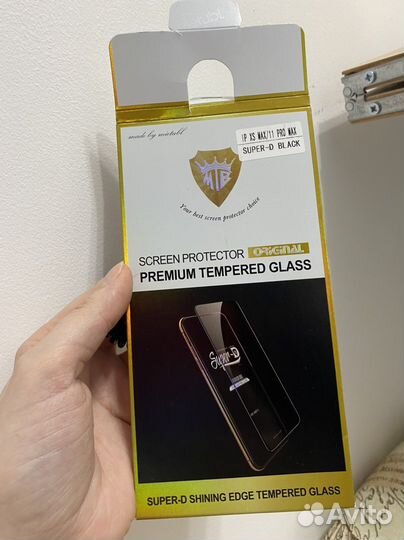 made by mietubl
IP XS MAX/11 PRO MAX
SUPER-D BLACK
MTB
Your best screen protector choice
SCREEN PROTECTOR ORIGINAL
PREMIUM TEMPERED GLASS
Super-D
SUPER-D SHINING EDGE TEMPERED GLASS
Avito